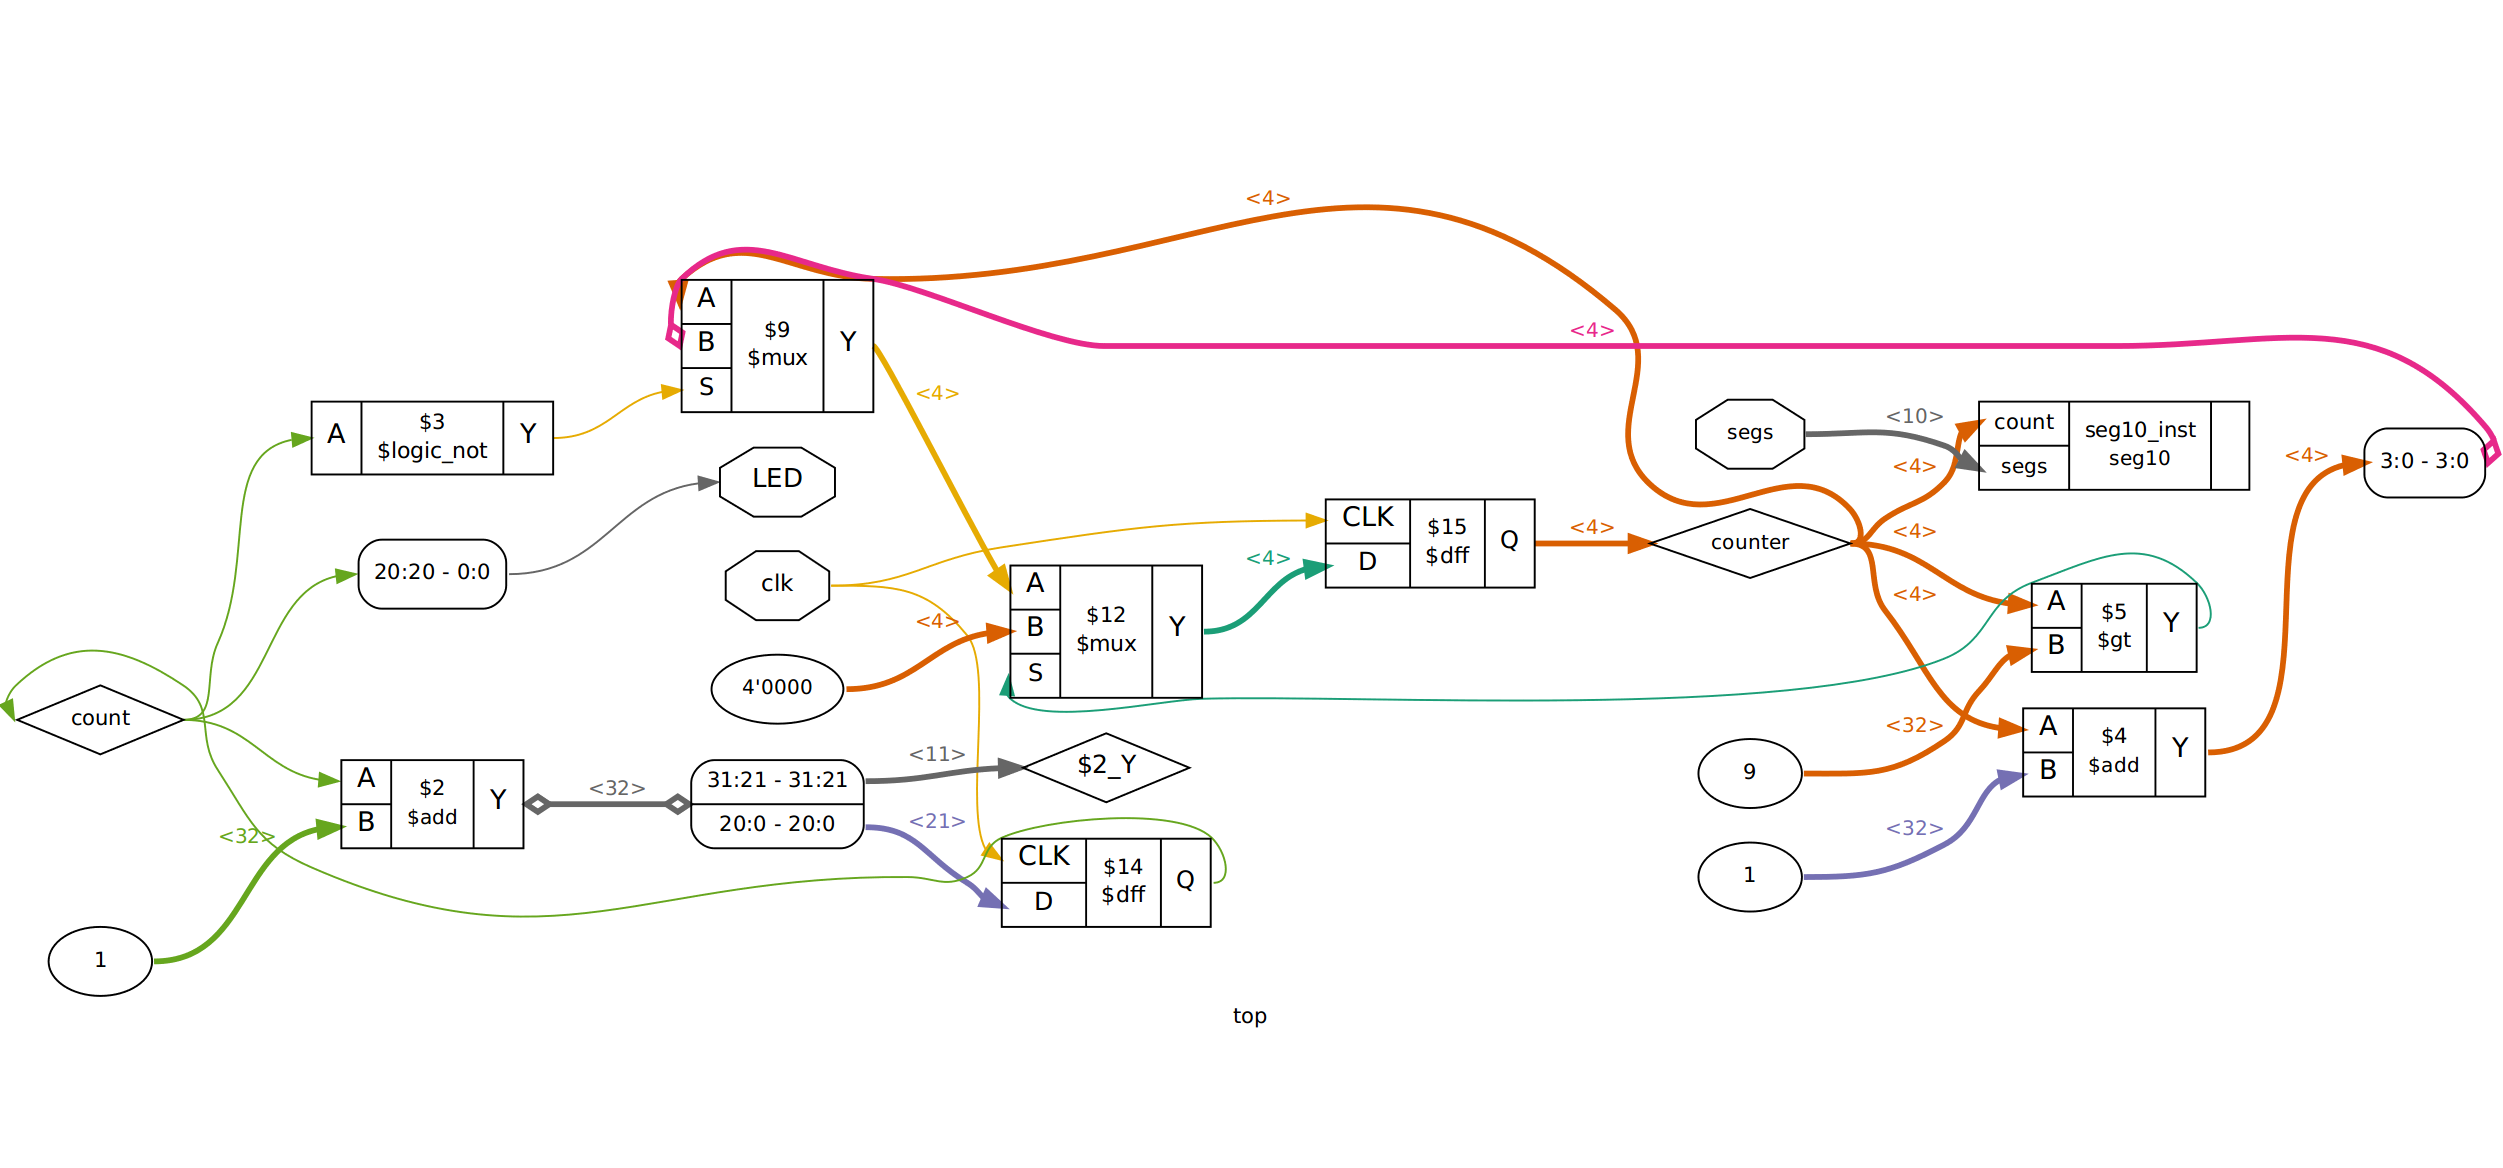 <4>
A
B
S
$9
$mux
Y
<4>
<4>
A
$3
$logic_not
Y
LED
20:20 - 0:0
clk
4'0000
<4>
A
B
S
$12
$mux
Y
<4>
CLK
D
$15
$dff
Q
<4>
counter
segs
<10>
<4>
<4>
<4>
count
segs
seg10_inst
seg10
<4>
3:0 - 3:0
A
B
$5
$gt
Y
9
<32>
1
<32>
A
B
$4
$add
Y
count
<32>
1
A
B
$2
$add
Y
<32>
31:21 - 31:21
20:0 - 20:0
<11>
<21>
$2_Y
CLK
D
$14
$dff
Q
top